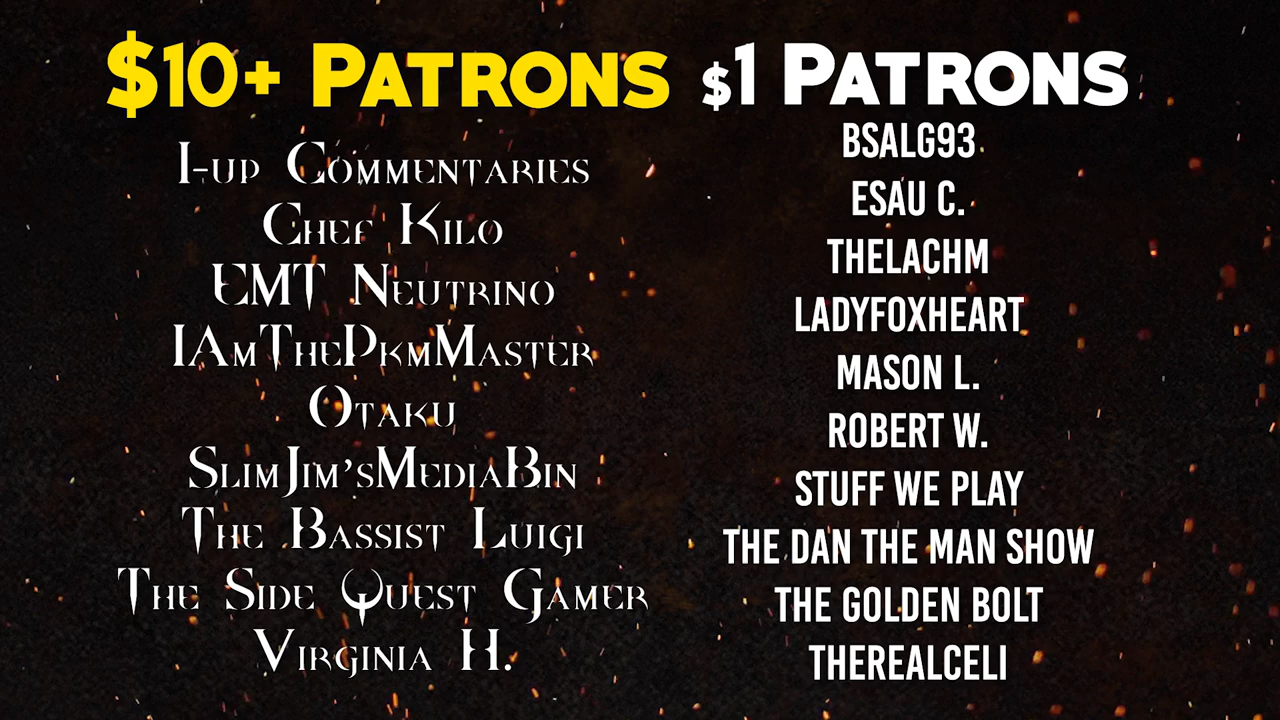 $10+ Patrons
I-up Commentaries
Chef Kilo
EMT Neutrino
IAmThePkmMaster
Otaku
SlimJim'sMediaBin
The Bassist Luigi
The Side Quest Gamer
Virginia H.
$1 Patrons
BSALG93
ESAU C.
THELACHM
LADYFOXHEART
MASON L.
ROBERT W.
STUFF WE PLAY
THE DAN THE MAN SHOW
THE GOLDEN BOLT
THEREALCELI